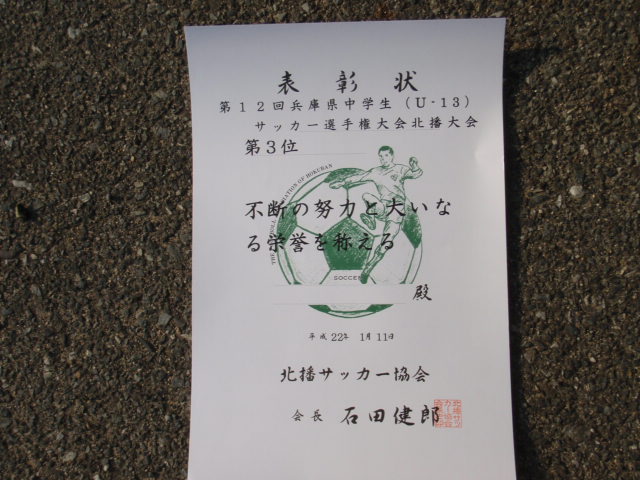 表彰状
第12回兵庫県中学生(U-13)
サッカー選手権大会北播大会
第3位
不断の努力と大いな
る栄誉を称える
SOCCER
殿
平成22年 1月11日
北播サッカー協会
会長 石田健郎